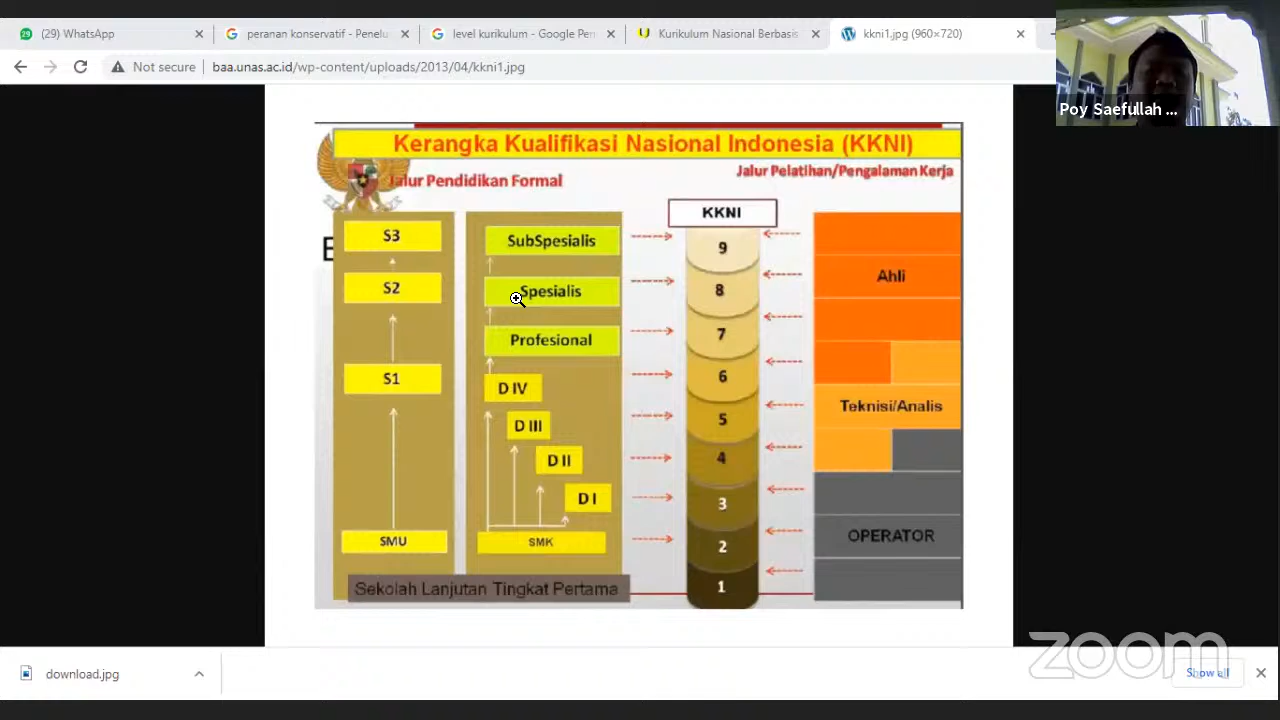 (29) WhatsApp
peranan konservatif - Penelu
level kurikulum - Google Pen
Kurikulum Nasional Berbasis
kkni1.jpg (960×720)
Not secure
baa.unas.ac.id/wp-content/uploads/2013/04/kkni1.jpg
Poy Saefullah ...
Kerangka Kualifikasi Nasional Indonesia (KKNI)
Jalur Pendidikan Formal
Jalur Pelatihan/Pengalaman Kerja
KKNI
S3
SubSpesialis
9
S2
Spesialis
8
Ahli
Profesional
7
S1
D IV
6
D III
5
Teknisi/Analis
D II
4
D I
3
SMU
SMK
2
OPERATOR
Sekolah Lanjutan Tingkat Pertama
1
download.jpg
Show all
zoom